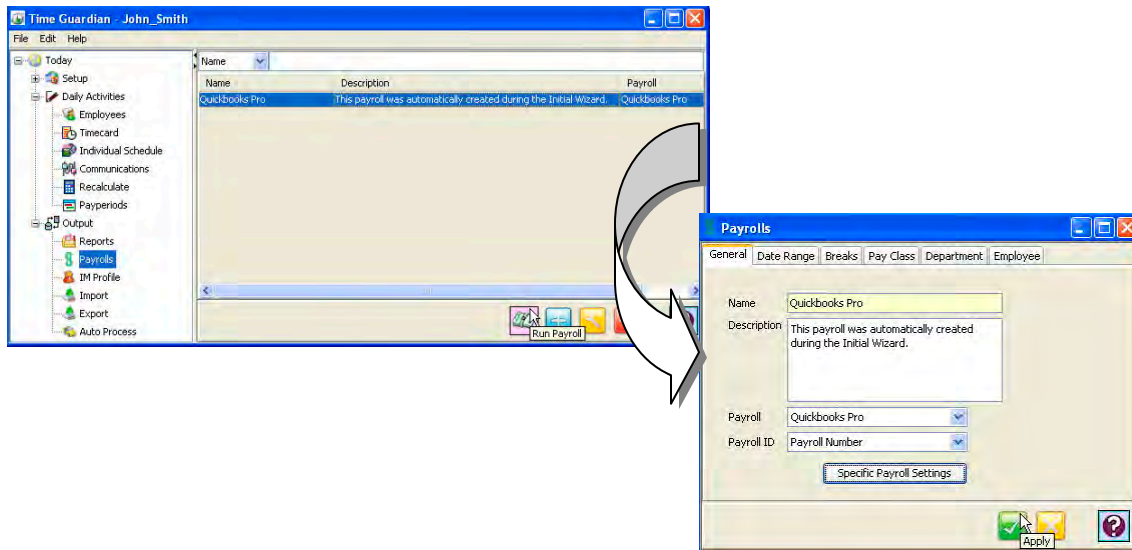 Time Guardian - John_Smith
File Edit Help
Today
Setup
Daily Activities
Employees
Timecard
Individual Schedule
Communications
Recalculate
Payperiods
Output
Reports
Payrolls
IM Profile
Import
Export
Auto Process
Name
Name Description Payroll
Quickbooks Pro This payroll was automatically created during the Initial Wizard. Quickbooks Pro
Run Payroll
Payrolls
General Date Range Breaks Pay Class Department Employee
Name Quickbooks Pro
Description This payroll was automatically created
during the Initial Wizard.
Payroll Quickbooks Pro
Payroll ID Payroll Number
Specific Payroll Settings
Apply